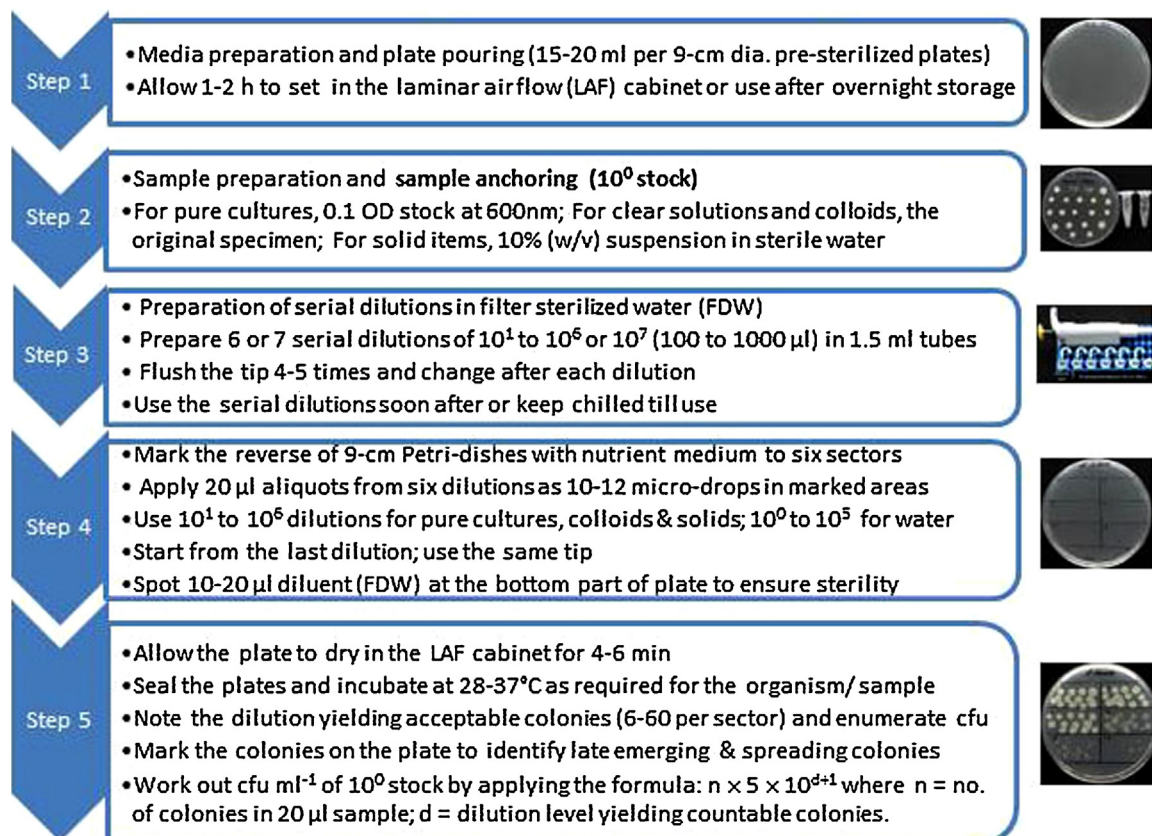 Step 1
•Media preparation and plate pouring (15-20 ml per 9-cm dia. pre-sterilized plates)
•Allow 1-2 h to set in the laminar airflow (LAF) cabinet or use after overnight storage
Step 2
•Sample preparation and sample anchoring (10⁰ stock)
•For pure cultures, 0.1 OD stock at 600nm; For clear solutions and colloids, the
original specimen; For solid items, 10% (w/v) suspension in sterile water
Step 3
• Preparation of serial dilutions in filter sterilized water (FDW)
• Prepare 6 or 7 serial dilutions of 10¹ to 10⁶ or 10⁷ (100 to 1000 µl) in 1.5 ml tubes
• Flush the tip 4-5 times and change after each dilution
• Use the serial dilutions soon after or keep chilled till use
Step 4
•Mark the reverse of 9-cm Petri-dishes with nutrient medium to six sectors
• Apply 20 µl aliquots from six dilutions as 10-12 micro-drops in marked areas
•Use 10¹ to 10⁶ dilutions for pure cultures, colloids & solids; 10⁰ to 10⁵ for water
•Start from the last dilution; use the same tip
•Spot 10-20 µl diluent (FDW) at the bottom part of plate to ensure sterility
Step 5
•Allow the plate to dry in the LAF cabinet for 4-6 min
•Seal the plates and incubate at 28-37°C as required for the organism/ sample
•Note the dilution yielding acceptable colonies (6-60 per sector) and enumerate cfu
•Mark the colonies on the plate to identify late emerging & spreading colonies
•Work out cfu ml⁻¹ of 10⁰ stock by applying the formula: n × 5 × 10ᵈ⁺¹ where n = no.
of colonies in 20 µl sample; d = dilution level yielding countable colonies.